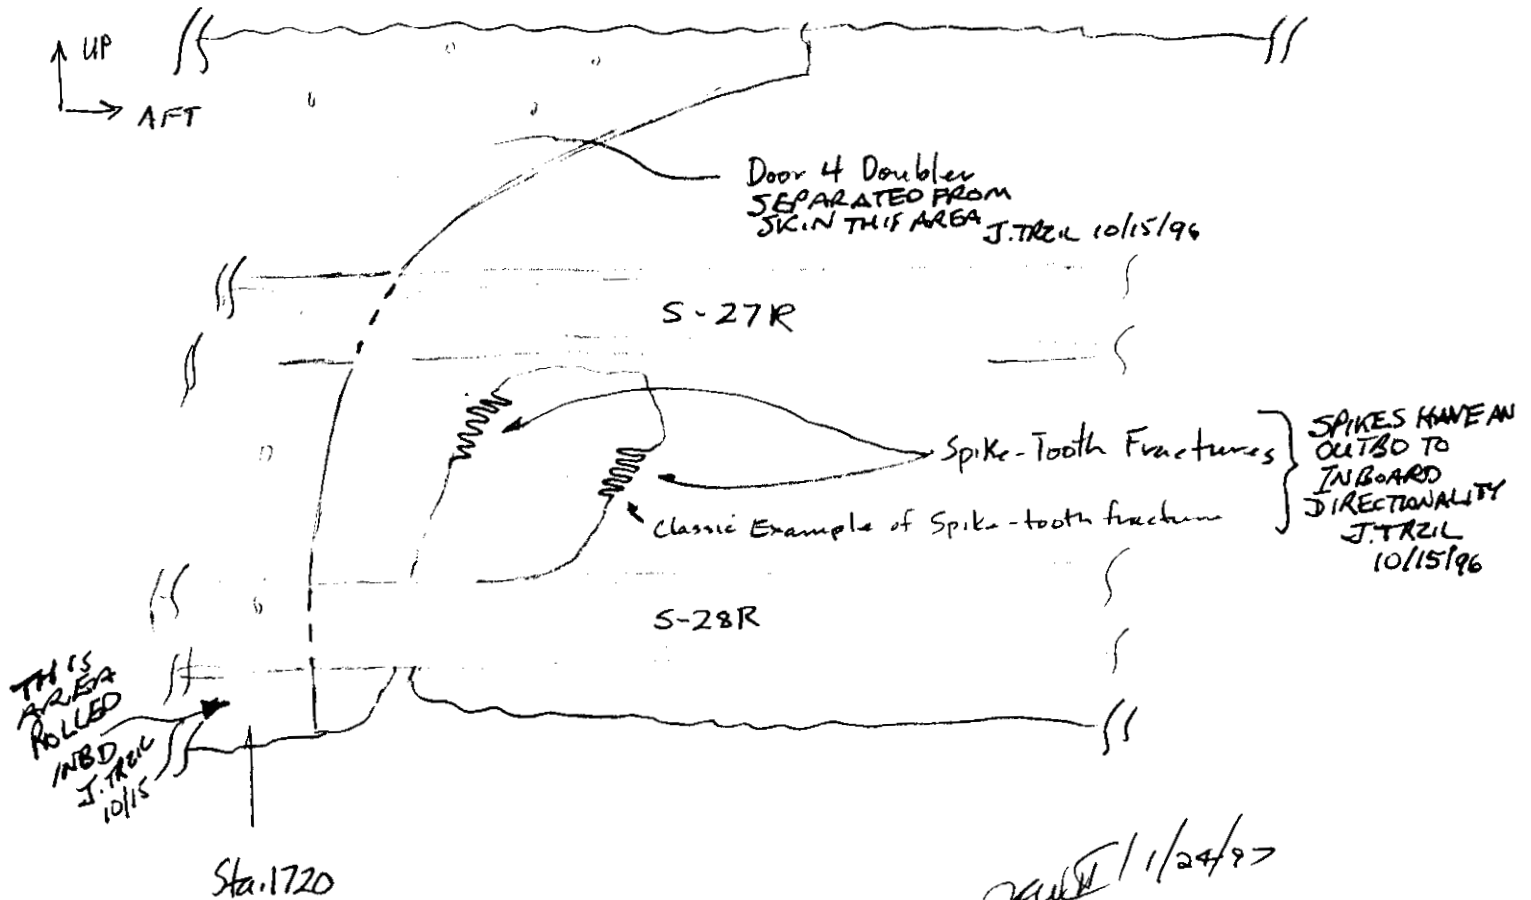 UP
AFT
Door 4 Doubler
SEPARATED FROM
SKIN THIS AREA
J. TRZIL 10/15/96
S-27R
Spike-Tooth Fractures
Classic Example of Spike-tooth fracture
SPIKES HAVE AN
OUTBD TO
INBOARD
DIRECTIONALITY
J. TRZIL
10/15/96
S-28R
THIS
AREA
ROLLED
INBD
J. TRZIL
10/15
Sta. 1720
1/24/97